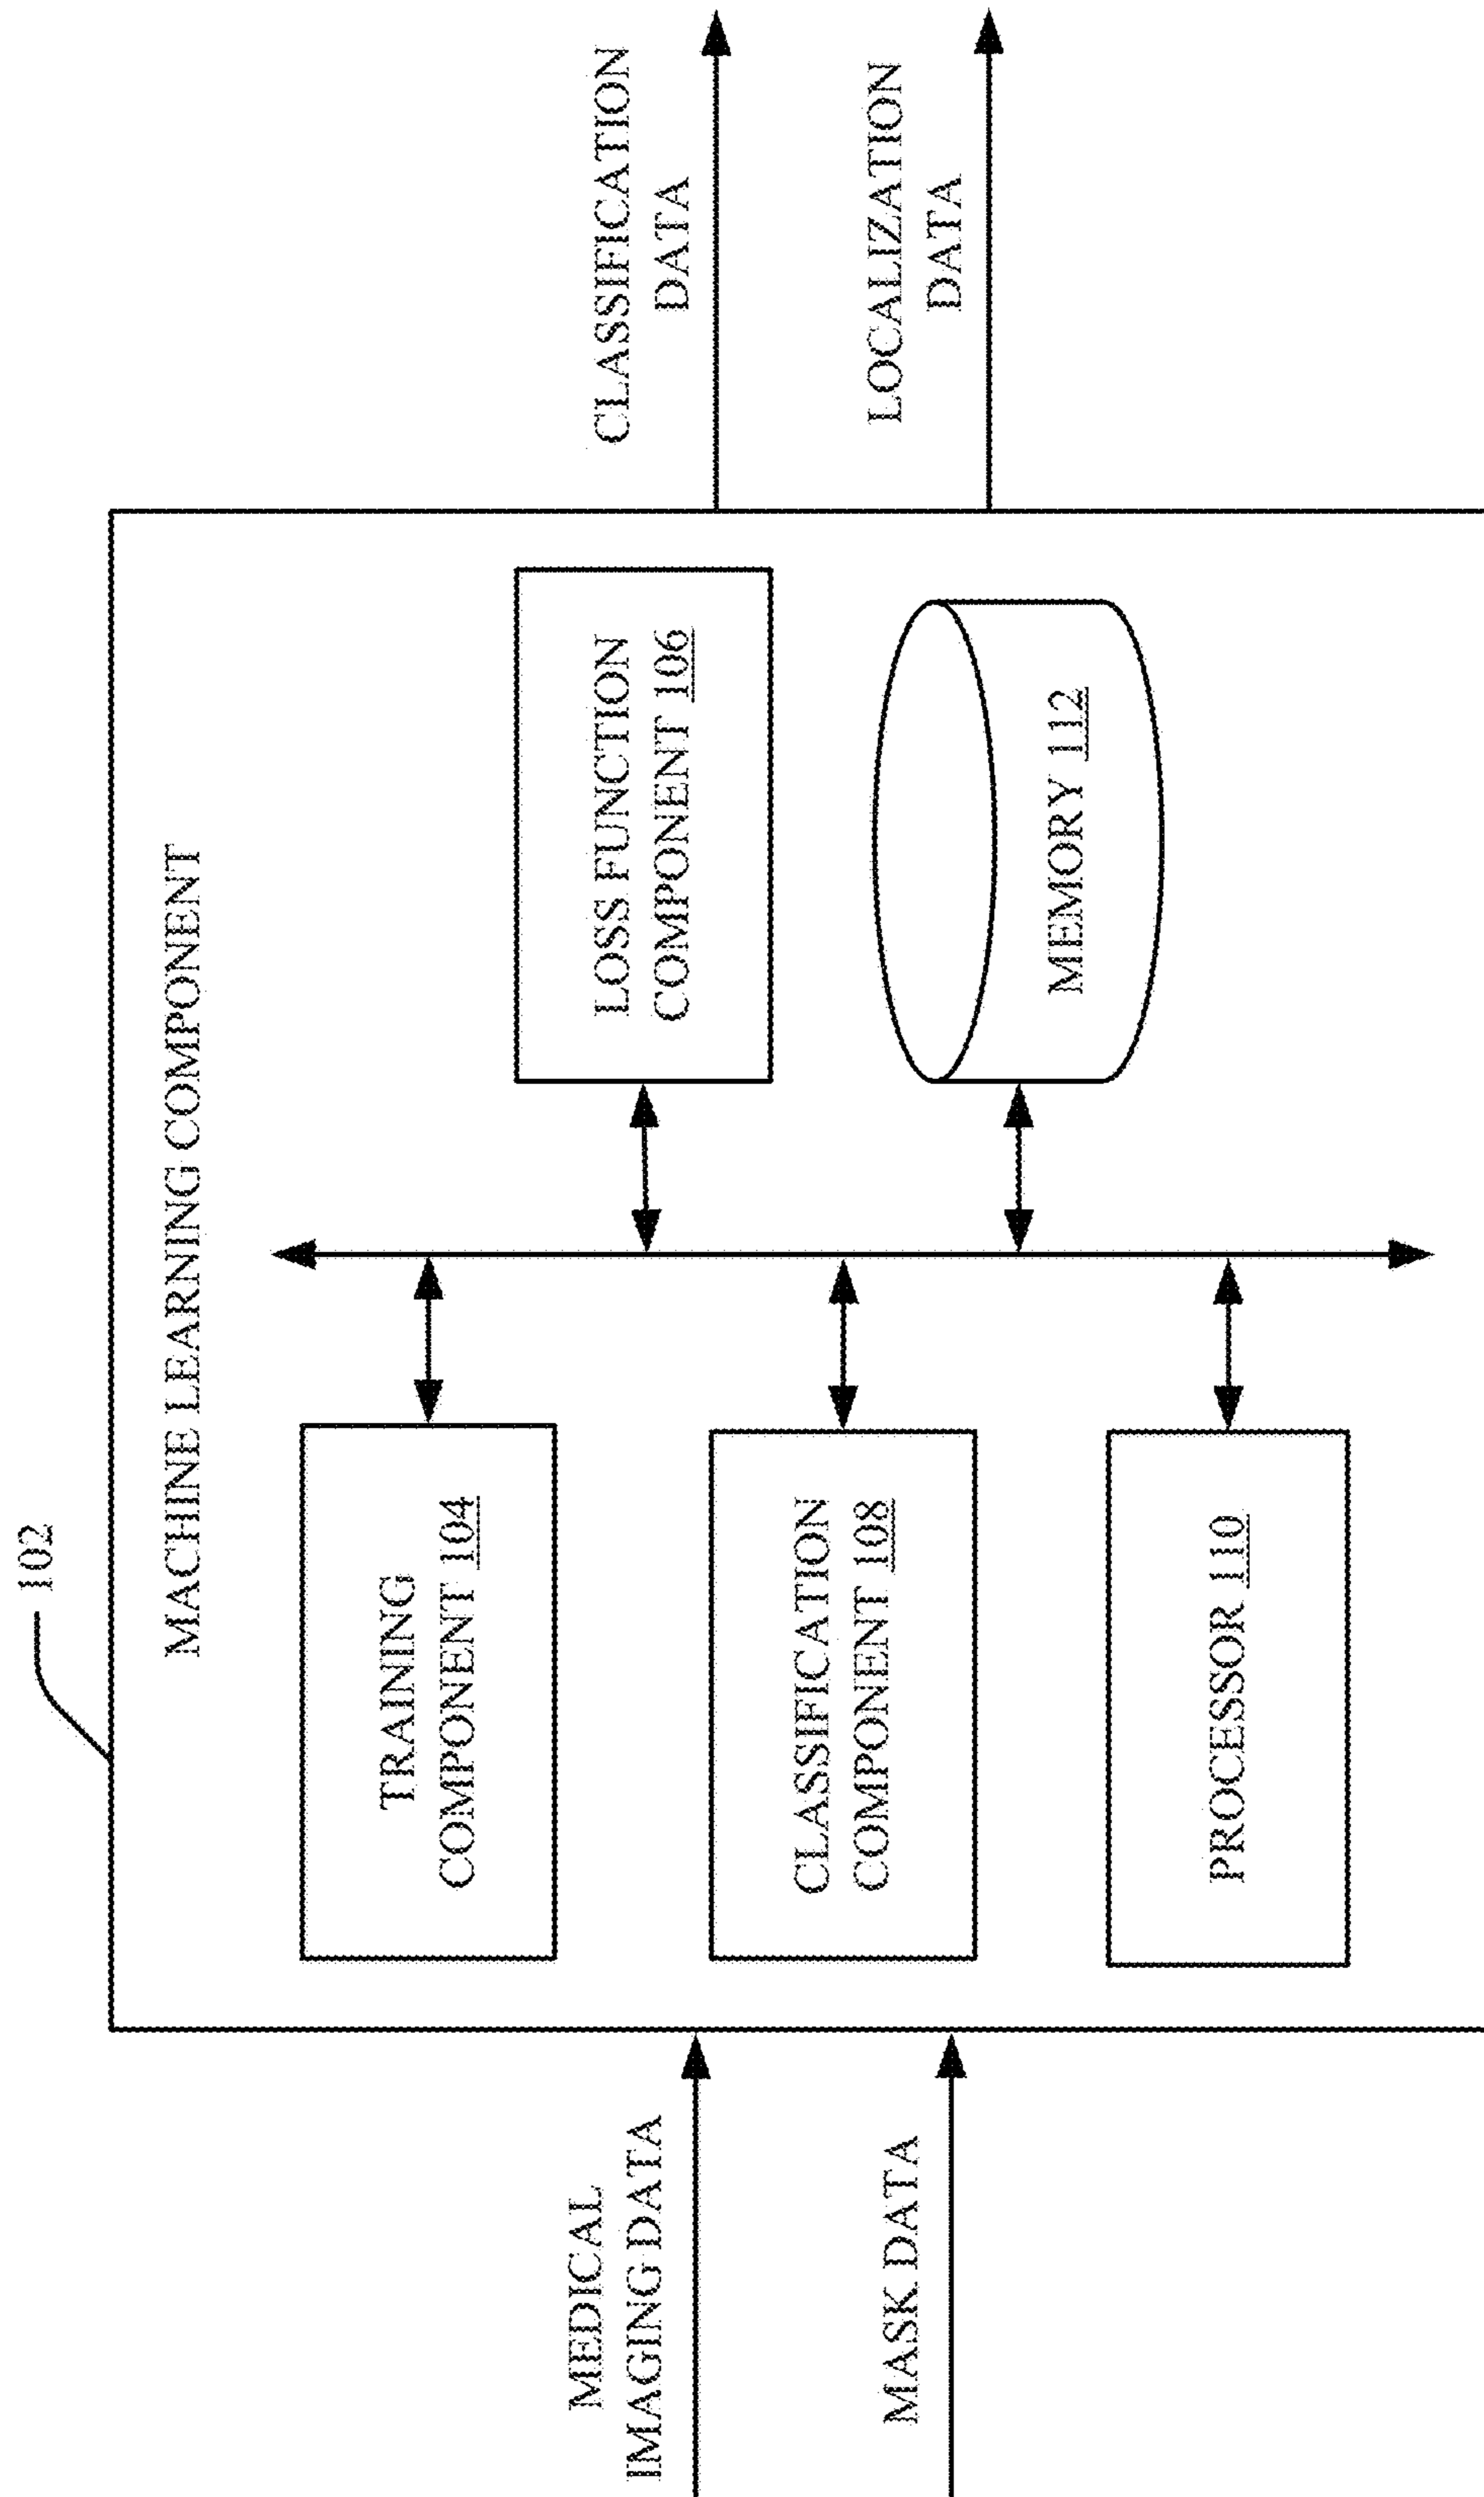 102
MACHINE LEARNING COMPONENT
MEDICAL
IMAGING DATA
MASK DATA
TRAINING
COMPONENT 104
LOSS FUNCTION
COMPONENT 106
CLASSIFICATION
COMPONENT 108
MEMORY 112
PROCESSOR 110
CLASSIFICATION
DATA
LOCALIZATION
DATA